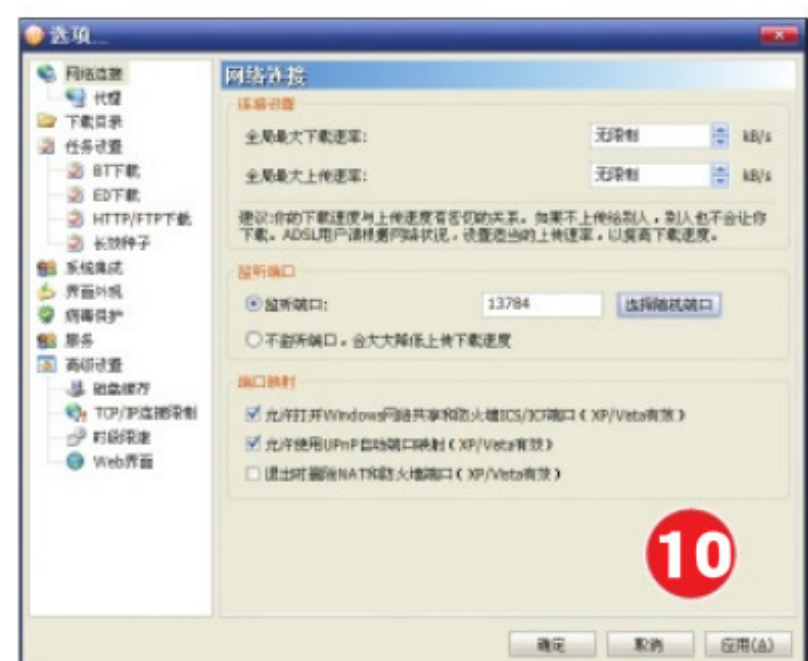 选项...
网络连接
代理
下载目录
任务设置
BT下载
ED下载
HTTP/FTP下载
长效种子
系统集成
界面外观
病毒保护
服务
高级设置
磁盘缓存
TCP/IP连接限制
时段限速
Web界面
网络连接
连接设置
全局最大下载速率: 无限制 kB/s
全局最大上传速率: 无限制 kB/s
建议:你的下载速度与上传速度有密切的关系。如果不上传给别人，别人也不会让你
下载。ADSL用户请根据网络状况，设置适当的上传速率，以提高下载速度。
监听端口
监听端口: 13784 选择随机端口
不监听端口，会大大降低上传下载速度
端口映射
允许打开Windows网络共享和防火墙ICS/ICF端口( XP/Vista有效 )
允许使用UPnP自动端口映射( XP/Vista有效 )
退出时删除NAT和防火墙端口( XP/Vista有效 )
10
确定 取消 应用(A)